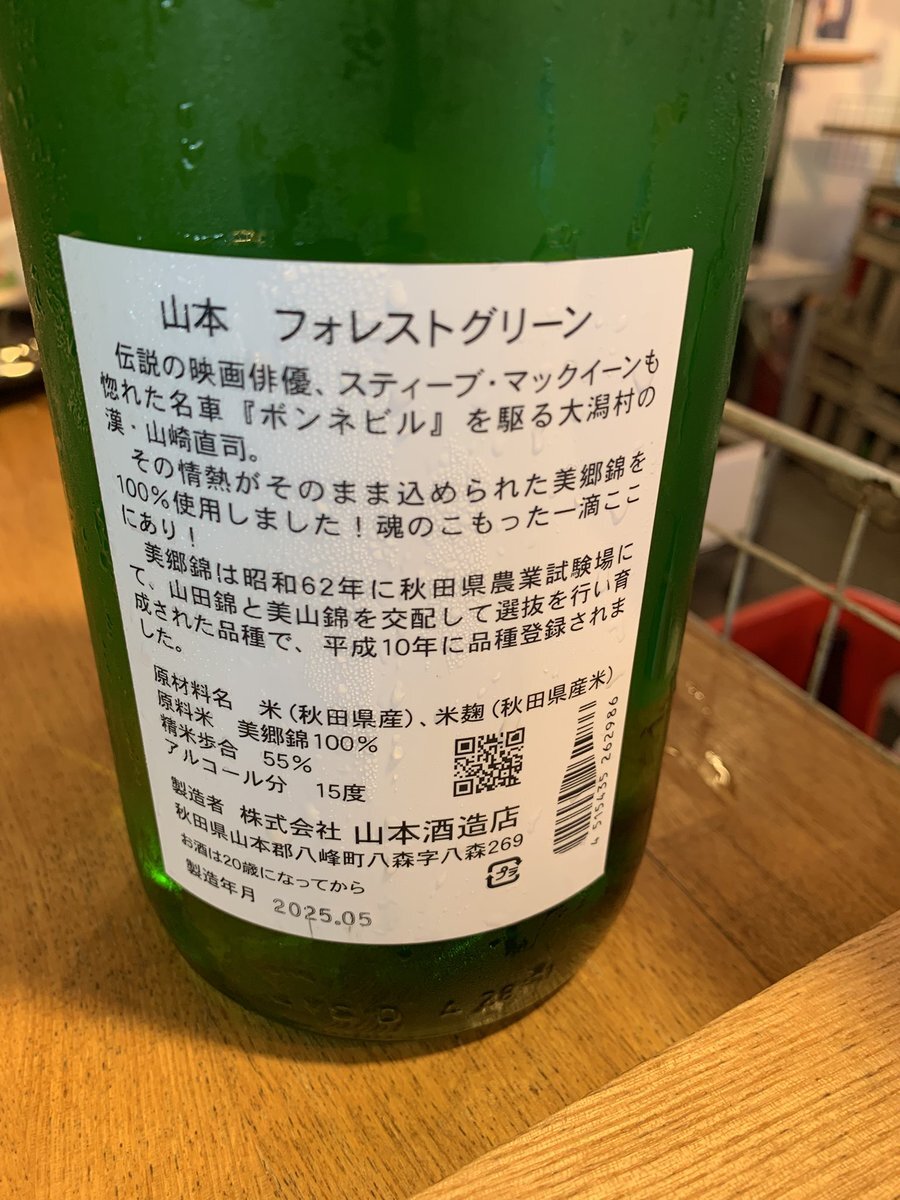 山本　フォレストグリーン
伝説の映画俳優、スティーブ・マックイーンも
惚れた名車『ボンネビル』を駆る大潟村の
漢・山崎直司。
その情熱がそのまま込められた美郷錦を
100%使用しました！魂のこもった一滴ここ
にあり！
美郷錦は昭和62年に秋田県農業試験場に
て、山田錦と美山錦を交配して選抜を行い育
成された品種で、平成10年に品種登録されま
した。
原材料名　米（秋田県産）、米麹（秋田県産米）
原料米　美郷錦100%
精米歩合　55%
アルコール分　15度
製造者　株式会社 山本酒造店
秋田県山本郡八峰町八森字八森269
お酒は20歳になってから
製造年月　2025.05
プラ
4 515435 262986